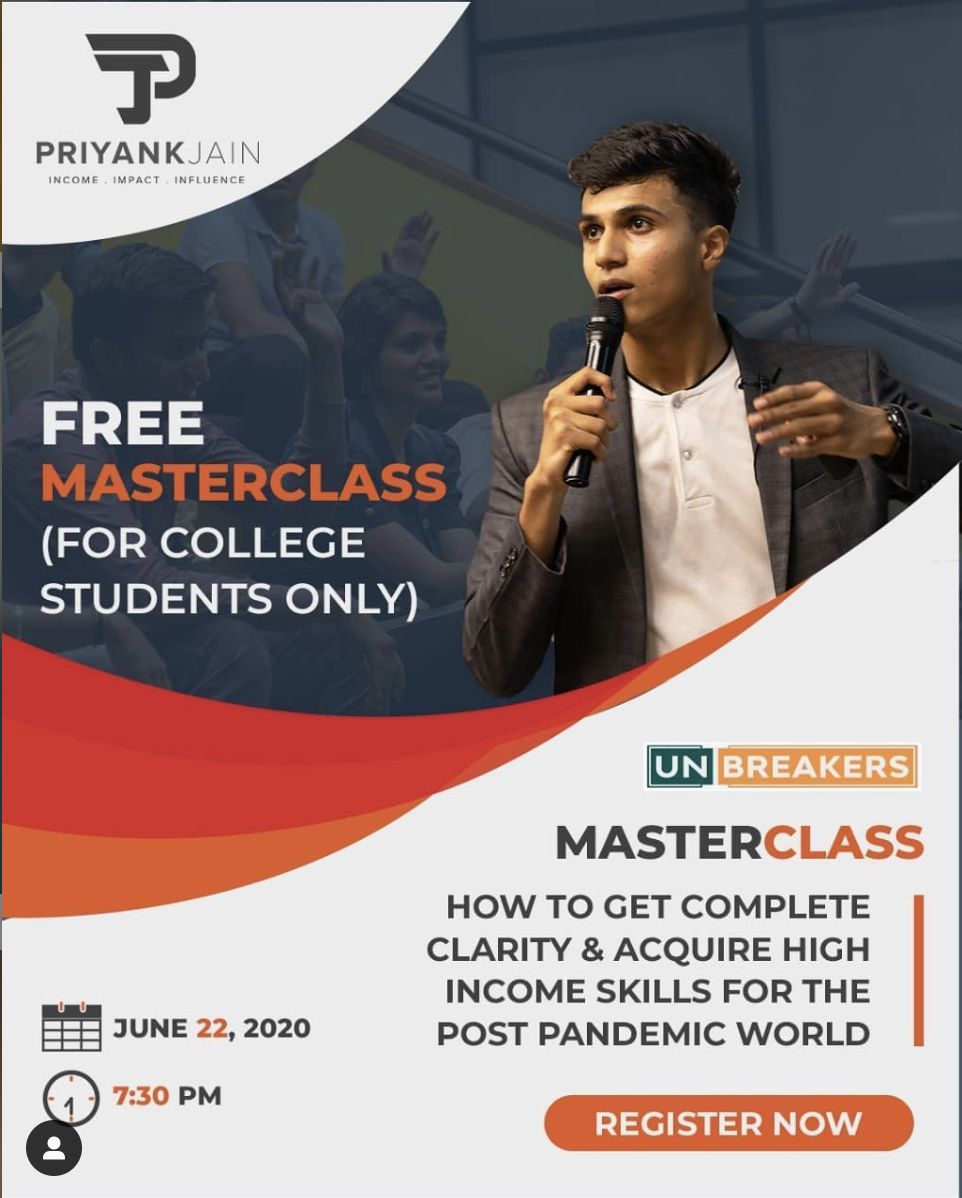 PRIYANKJAIN
INCOME . IMPACT . INFLUENCE
FREE
MASTERCLASS
(FOR COLLEGE
STUDENTS ONLY)
UNBREAKERS
MASTERCLASS
HOW TO GET COMPLETE
CLARITY & ACQUIRE HIGH
INCOME SKILLS FOR THE
POST PANDEMIC WORLD
JUNE 22, 2020
7:30 PM
REGISTER NOW